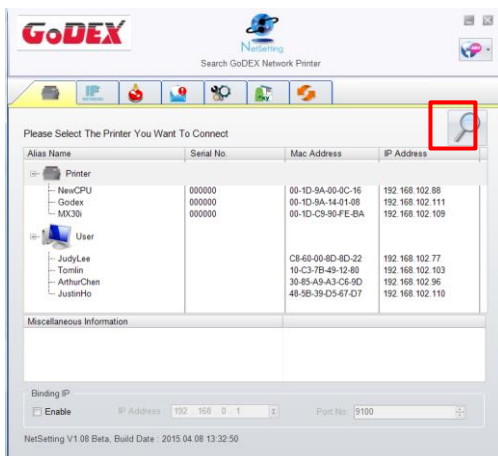 GoDEX
NetSetting
Search GoDEX Network Printer
IP
Please Select The Printer You Want To Connect
Alias Name Serial No. Mac Address IP Address
Printer
NewCPU 000000 00-1D-9A-00-0C-16 192.168.102.88
Godex 000000 00-1D-9A-14-01-08 192.168.102.111
MX30i 000000 00-1D-C9-90-FE-BA 192.168.102.109
User
JudyLee C8-60-00-8D-8D-22 192.168.102.77
Tomlin 10-C3-7B-49-12-80 192.168.102.103
ArthurChen 30-85-A9-A3-C6-9D 192.168.102.96
JustinHo 48-5B-39-D5-67-D7 192.168.102.110
Miscellaneous Information
Binding IP
Enable IP Address : 192 . 168 . 0 . 1 Port No: 9100
NetSetting V1.08 Beta, Build Date : 2015.04.08 13:32:50